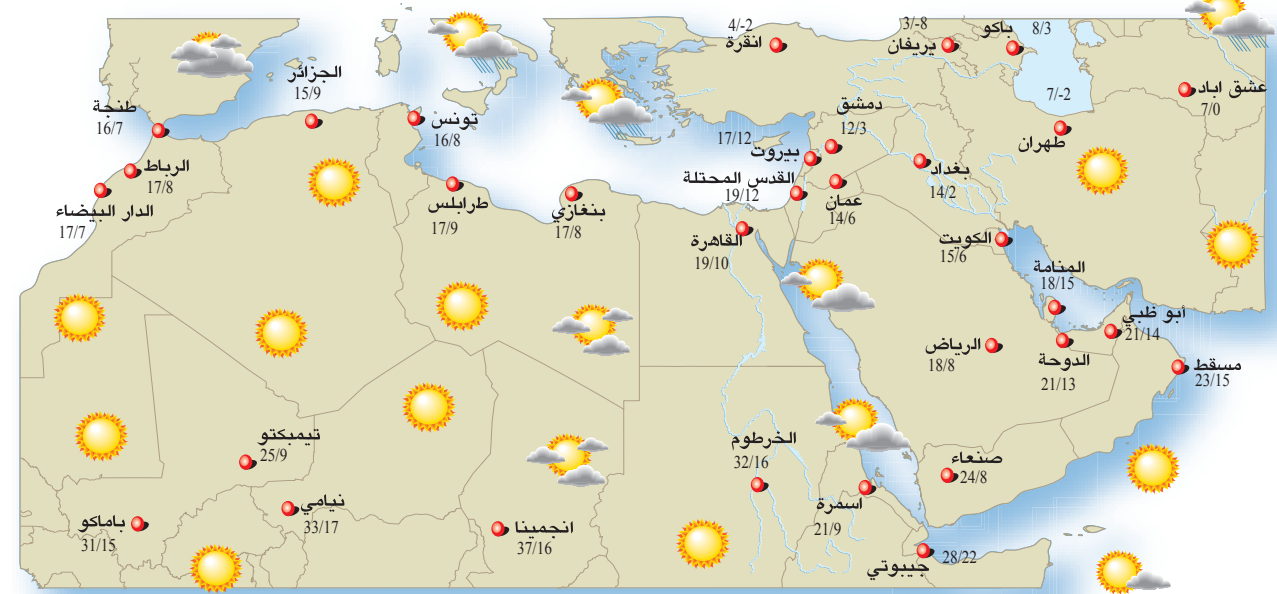 4/-2
انقرة
3/-8
يريفان
باكو
8/3
عشق اباد
7/0
7/-2
طهران
الجزائر
15/9
طنجة
16/7
تونس
16/8
دمشق
12/3
17/12
بيروت
بغداد
14/2
الرباط
17/8
القدس المحتلة
19/12
عمان
14/6
الدار البيضاء
17/7
طرابلس
17/9
بنغازي
17/8
القاهرة
19/10
الكويت
15/6
المنامة
18/15
أبو ظبي
21/14
الرياض
18/8
الدوحة
21/13
مسقط
23/15
تيمبكتو
25/9
الخرطوم
32/16
صنعاء
24/8
باماكو
31/15
نيامي
33/17
انجمينا
37/16
اسمرة
21/9
28/22
جيبوتي